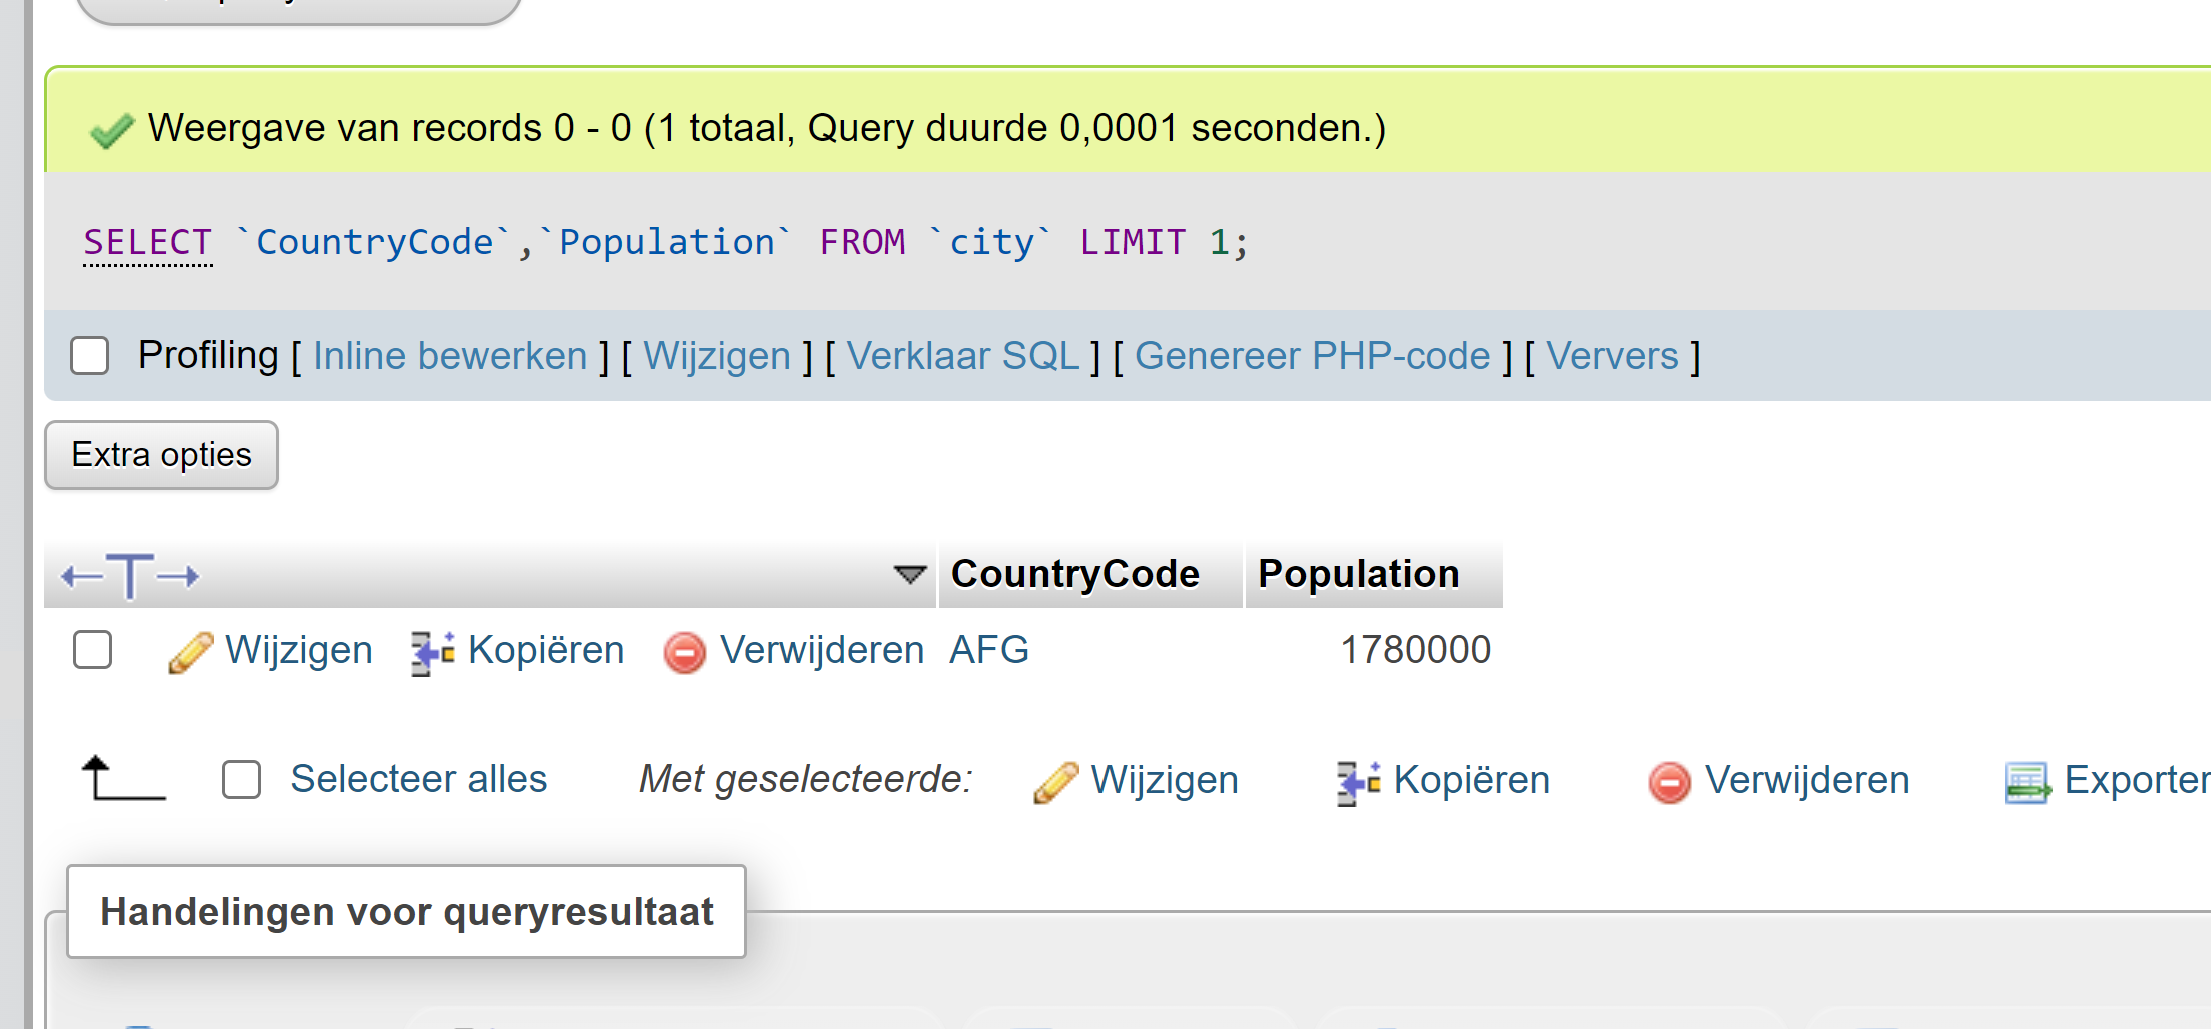 Weergave van records 0 - 0 (1 totaal, Query duurde 0,0001 seconden.)
SELECT `CountryCode`,`Population` FROM `city` LIMIT 1;
Profiling [ Inline bewerken ] [ Wijzigen ] [ Verklaar SQL ] [ Genereer PHP-code ] [ Ververs ]
Extra opties
←T→ CountryCode Population
Wijzigen Kopiëren Verwijderen AFG 1780000
Selecteer alles Met geselecteerde: Wijzigen Kopiëren Verwijderen Exporter
Handelingen voor queryresultaat